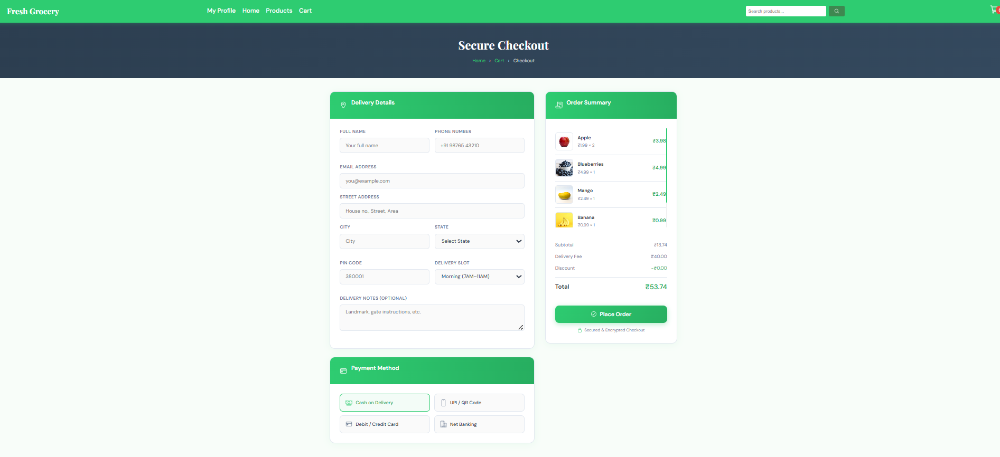 Fresh Grocery
My Profile Home Products Cart
Search products...
Secure Checkout
Home › Cart › Checkout
Delivery Details
FULL NAME PHONE NUMBER
Your full name +91 98765 43210
EMAIL ADDRESS
you@example.com
STREET ADDRESS
House no., Street, Area
CITY STATE
City Select State
PIN CODE DELIVERY SLOT
380001 Morning (7AM–11AM)
DELIVERY NOTES (OPTIONAL)
Landmark, gate instructions, etc.
Payment Method
Cash on Delivery UPI / QR Code
Debit / Credit Card Net Banking
Order Summary
Apple
₹1.99 × 2 ₹3.98
Blueberries
₹4.99 × 1 ₹4.99
Mango
₹2.49 × 1 ₹2.49
Banana
₹0.99 × 1 ₹0.99
Subtotal ₹13.74
Delivery Fee ₹40.00
Discount -₹0.00
Total ₹53.74
Place Order
Secured & Encrypted Checkout